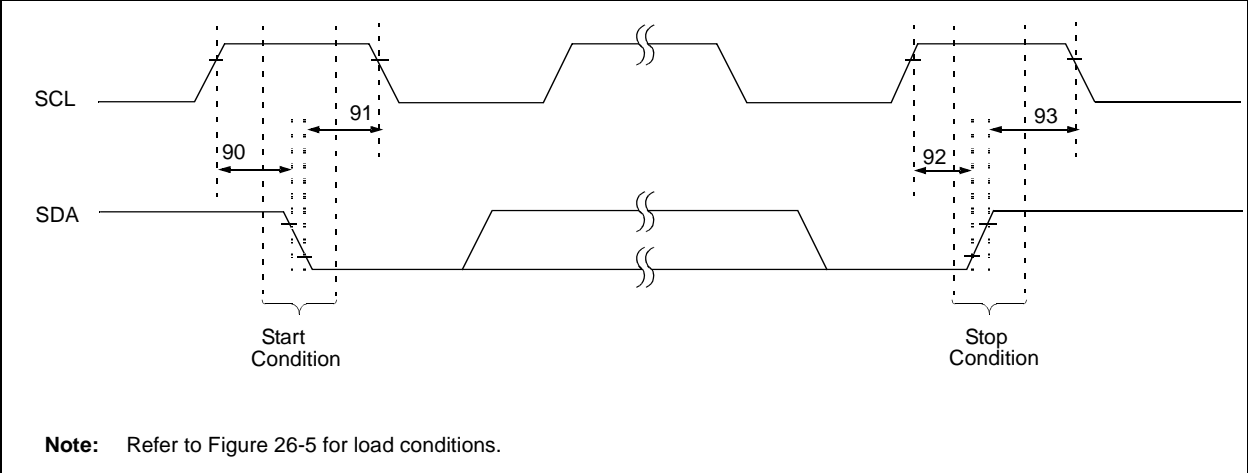 SCL
91
93
90
92
SDA
Start
Condition
Stop
Condition
Note: Refer to Figure 26-5 for load conditions.